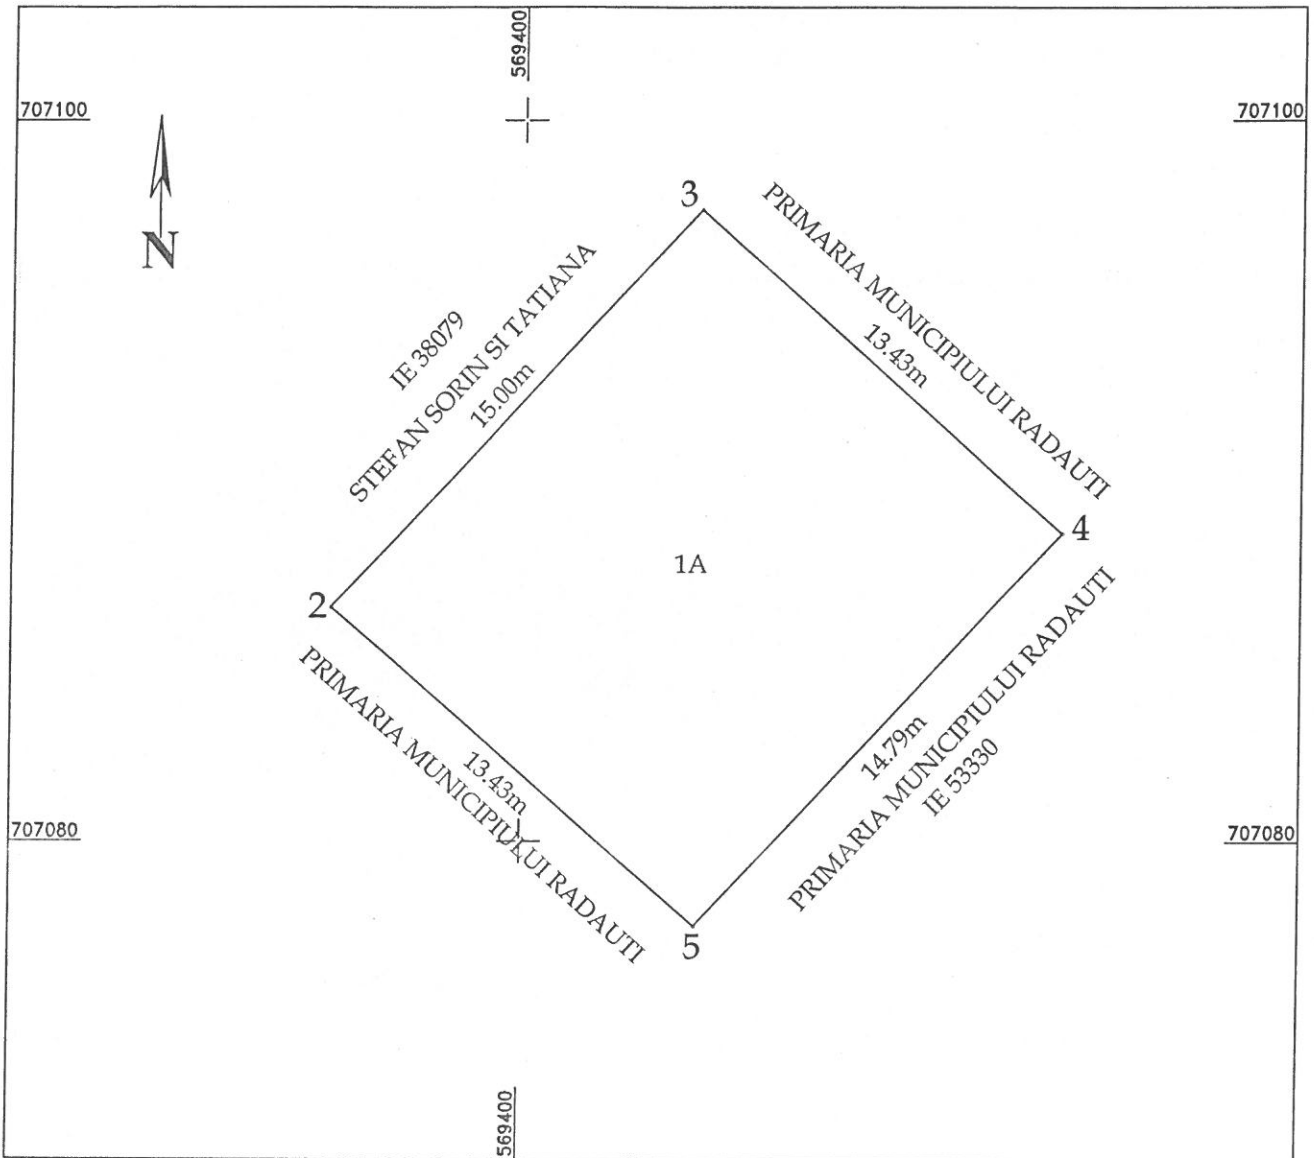 569400
707100
707100
N
3
PRIMARIA MUNICIPIULUI RADAUTI
13.43m
IE 38079
STEFAN SORIN SI TATIANA
15.00m
4
1A
2
PRIMARIA MUNICIPIULUI RADAUTI
13.43m
14.79m
PRIMARIA MUNICIPIULUI RADAUTI
IE 53330
707080
707080
5
569400